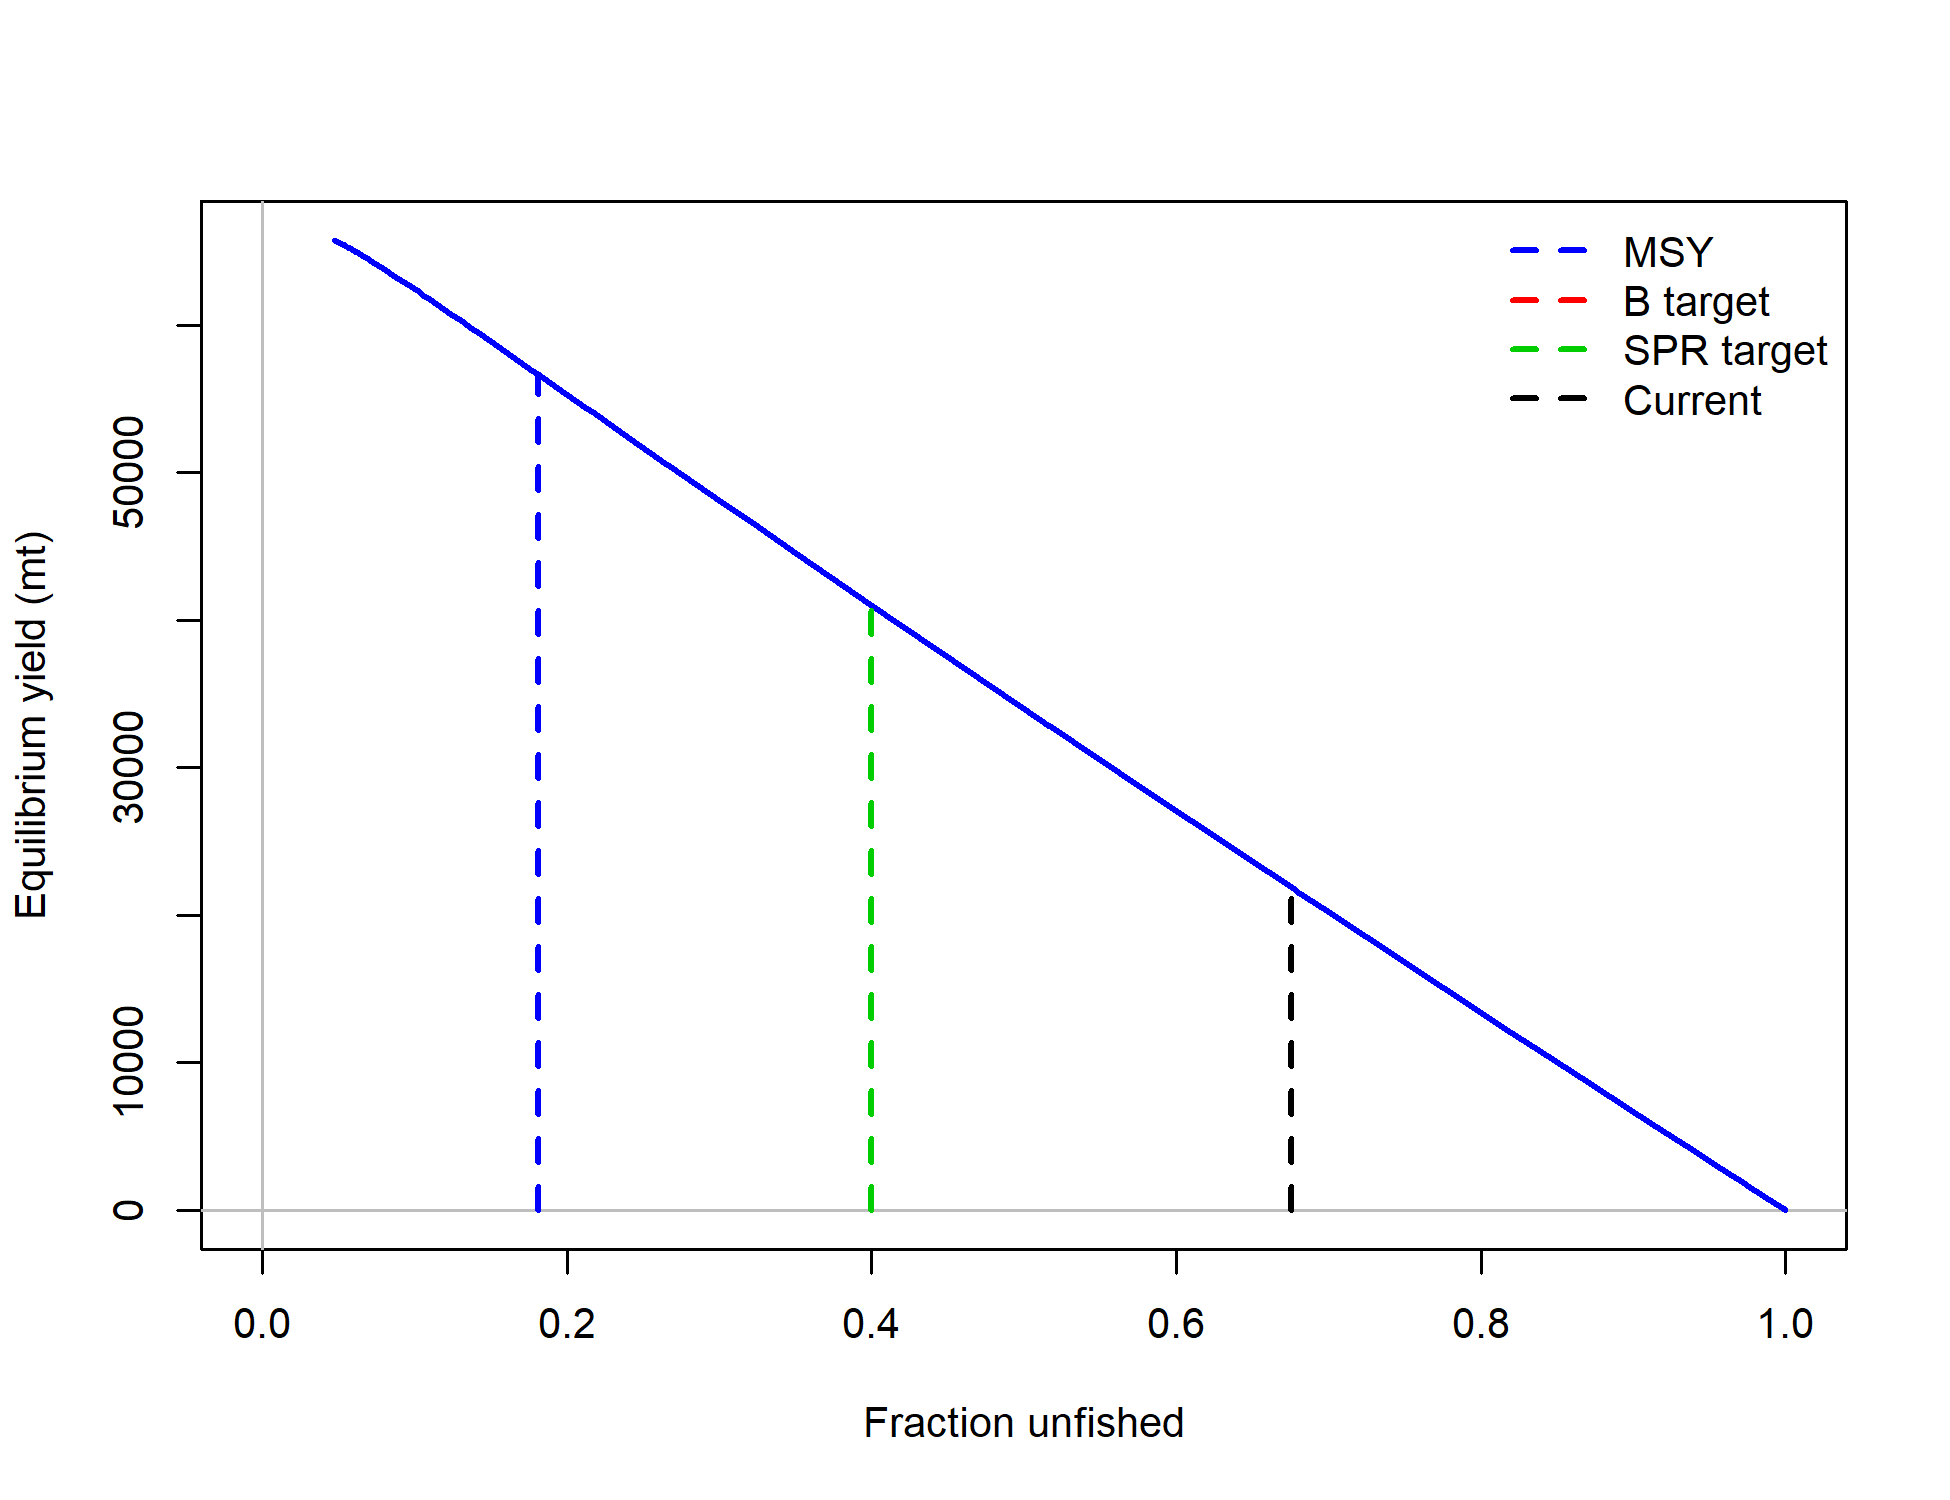 MSY
B target
SPR target
Current
Equilibrium yield (mt)
50000
30000
10000
0
0.0 0.2 0.4 0.6 0.8 1.0
Fraction unfished